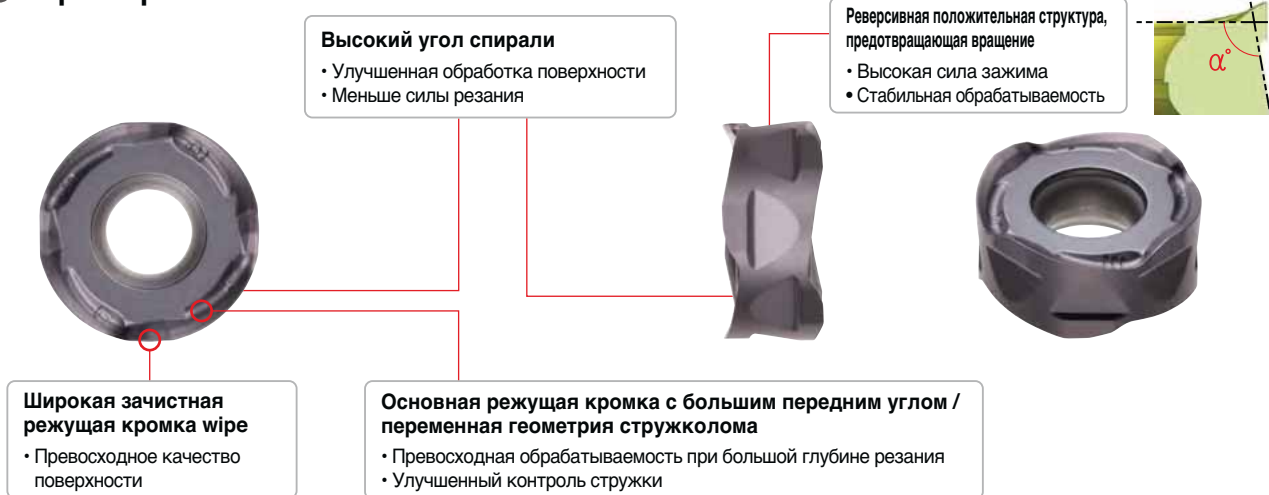 Высокий угол спирали
• Улучшенная обработка поверхности
• Меньше силы резания
Реверсивная положительная структура,
предотвращающая вращение
• Высокая сила зажима
• Стабильная обрабатываемость
α°
Широкая зачистная
режущая кромка wipe
• Превосходное качество
поверхности
Основная режущая кромка с большим передним углом /
переменная геометрия стружколома
• Превосходная обрабатываемость при большой глубине резания
• Улучшенный контроль стружки